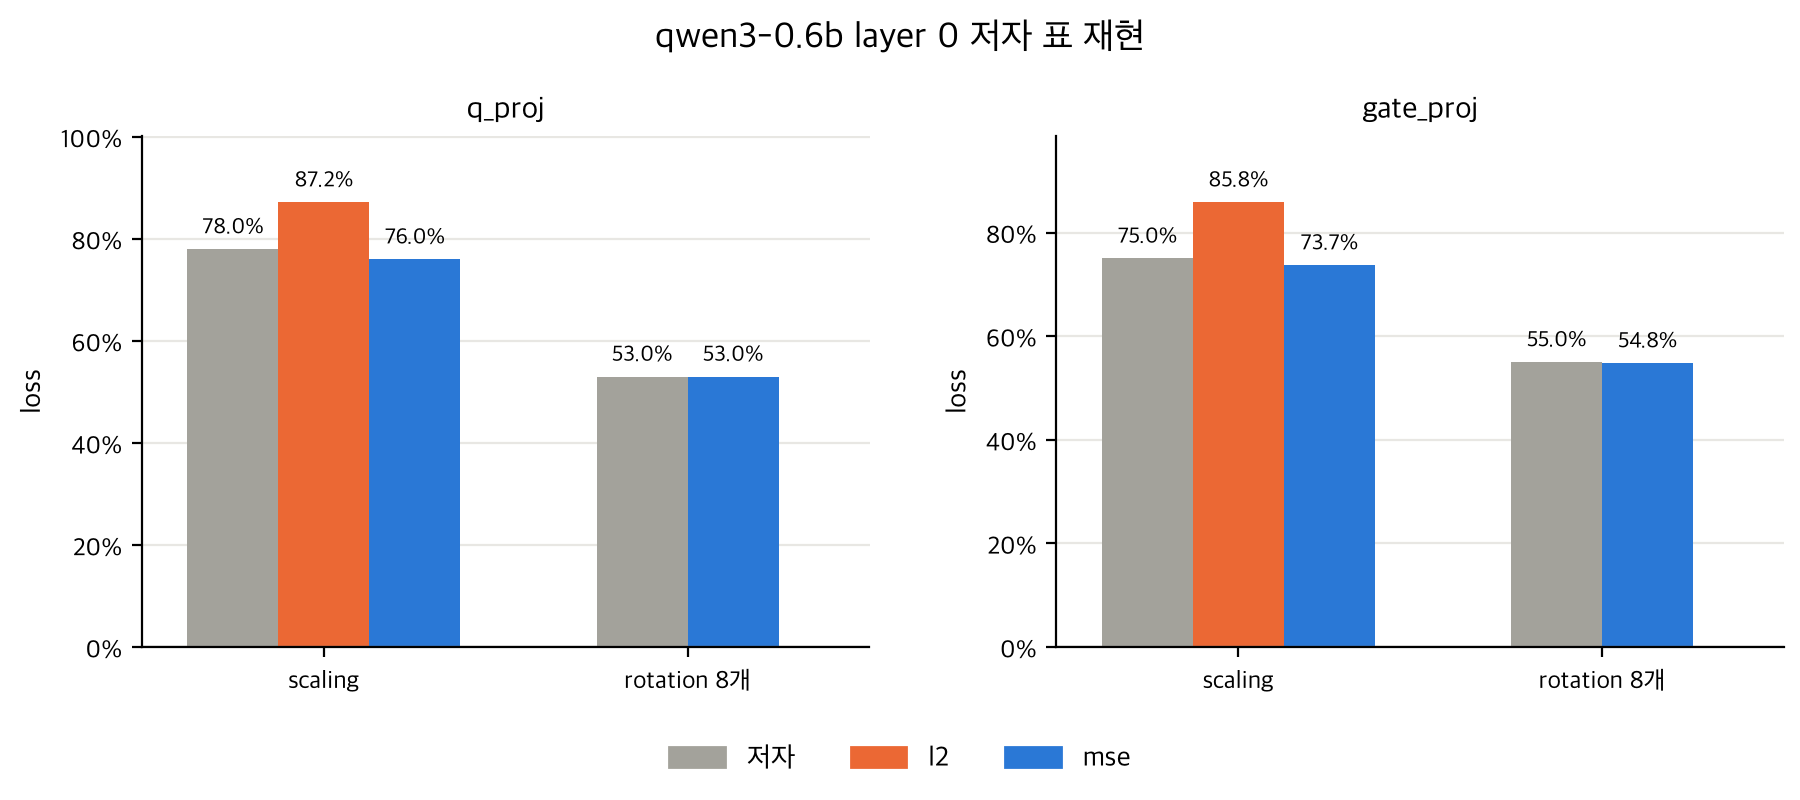 qwen3-0.6b layer 0 저자 표 재현
q_proj
100%
80%
60%
40%
20%
0%
loss
78.0%
87.2%
76.0%
53.0%
53.0%
scaling
rotation 8개
gate_proj
80%
60%
40%
20%
0%
loss
75.0%
85.8%
73.7%
55.0%
54.8%
scaling
rotation 8개
저자
l2
mse